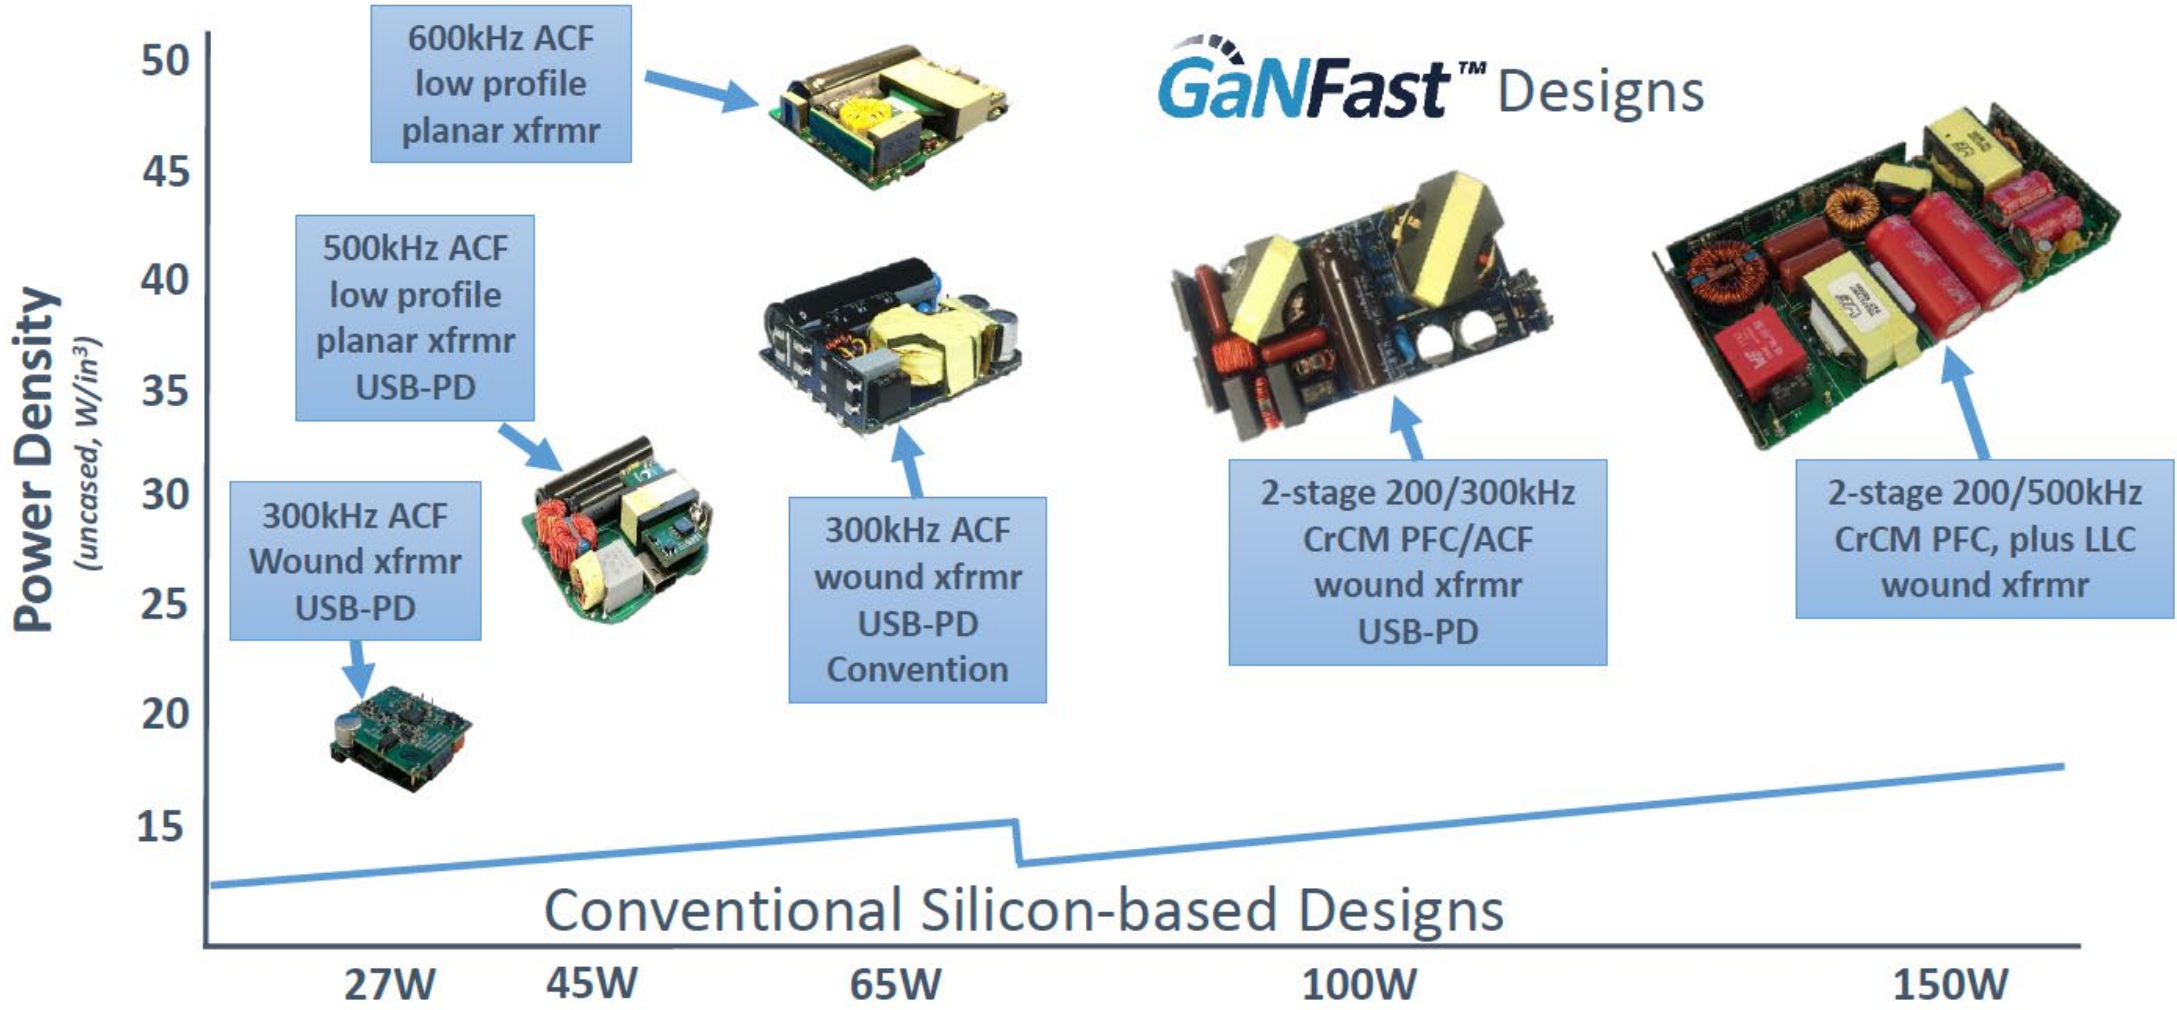 50
45
40
35
30
25
20
15
Power Density
(uncased, W/in³)
600kHz ACF
low profile
planar xfrmr
GaNFast™ Designs
500kHz ACF
low profile
planar xfrmr
USB-PD
300kHz ACF
Wound xfrmr
USB-PD
300kHz ACF
wound xfrmr
USB-PD
Convention
2-stage 200/300kHz
CrCM PFC/ACF
wound xfrmr
USB-PD
2-stage 200/500kHz
CrCM PFC, plus LLC
wound xfrmr
Conventional Silicon-based Designs
27W
45W
65W
100W
150W